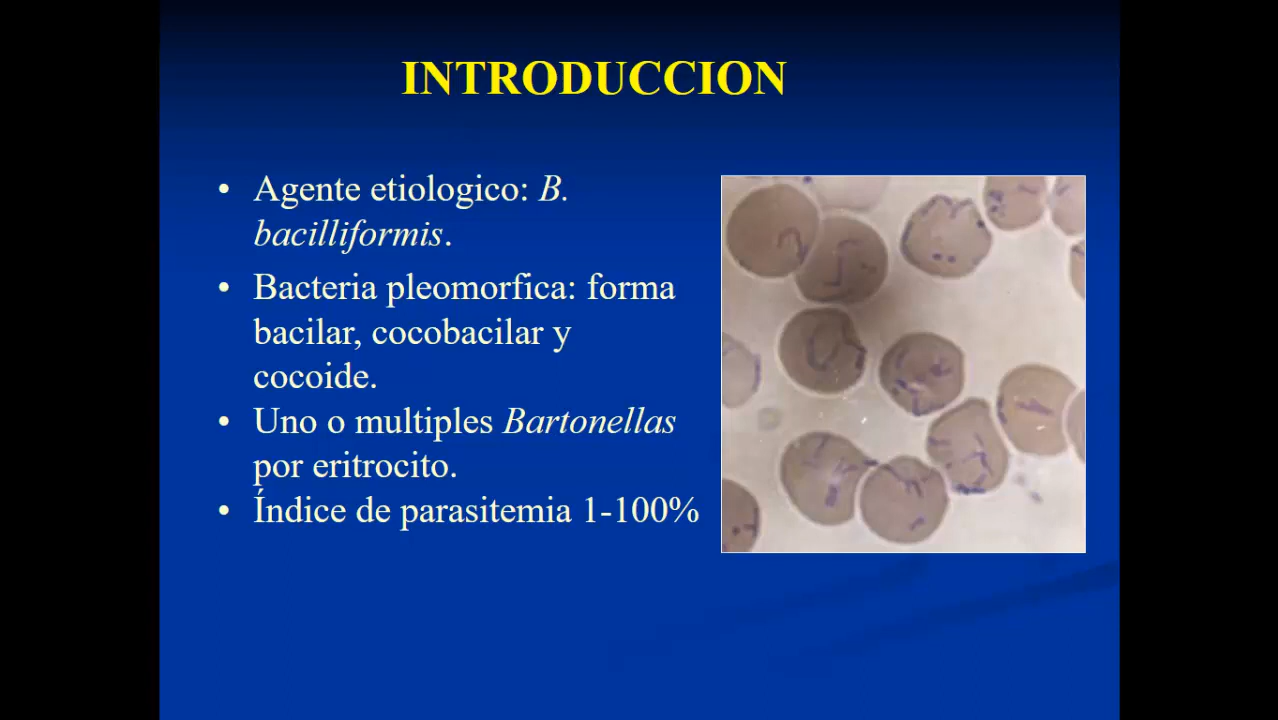 INTRODUCCION
• Agente etiologico: B.
bacilliformis.
• Bacteria pleomorfica: forma
bacilar, cocobacilar y
cocoide.
• Uno o multiples Bartonellas
por eritrocito.
• Índice de parasitemia 1-100%